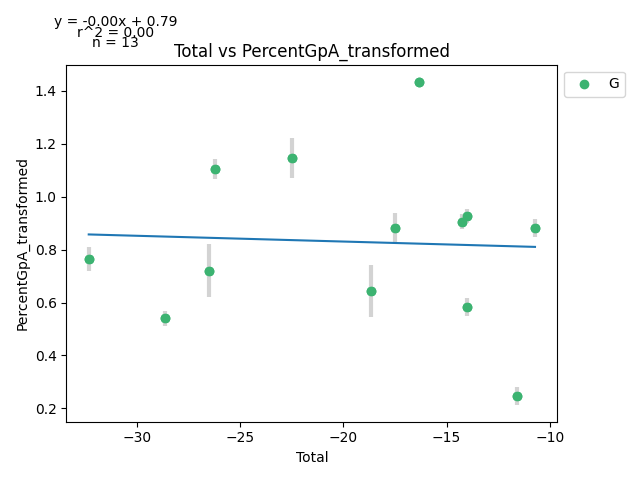 y = -0.00x + 0.79
r^2 = 0.00
n = 13
Total vs PercentGpA_transformed
G
PercentGpA_transformed
1.4
1.2
1.0
0.8
0.6
0.4
0.2
−30
−25
−20
−15
−10
Total